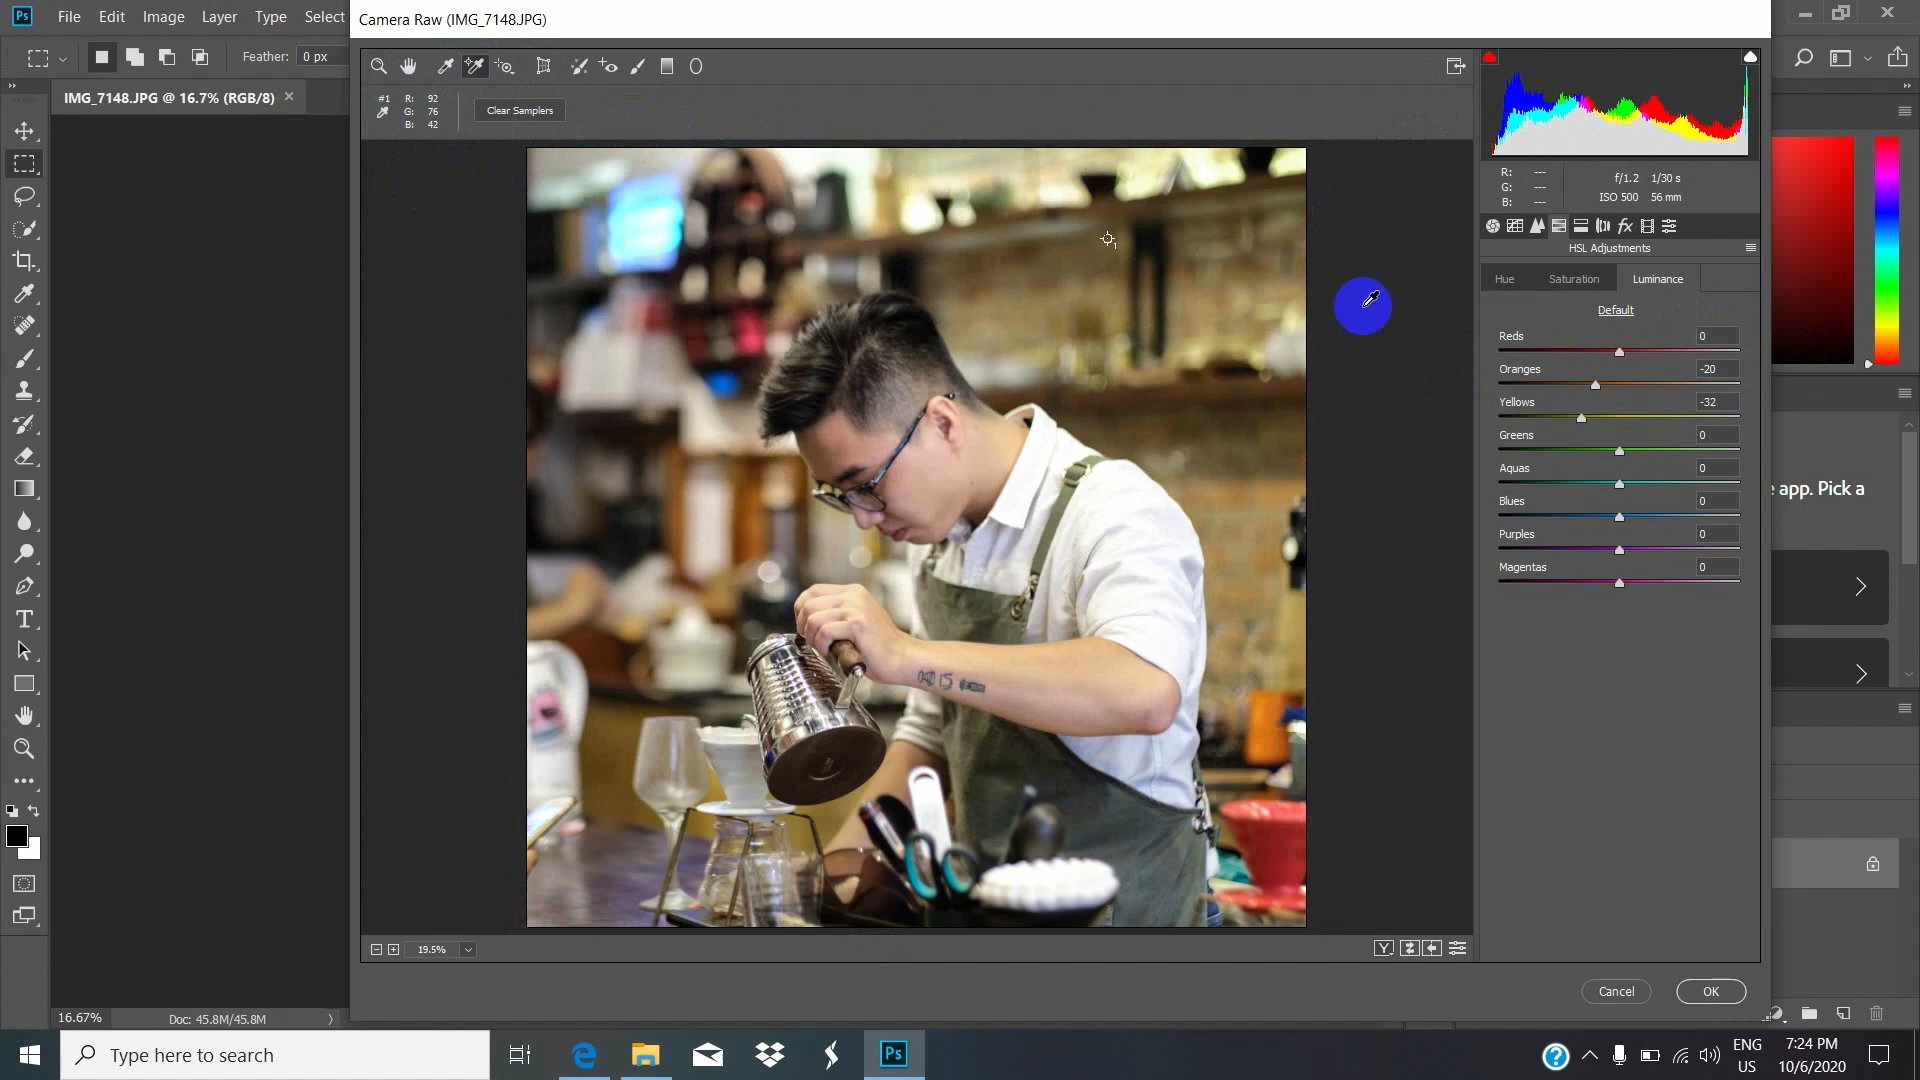 Ps File Edit Image Layer Type Select
Camera Raw (IMG_7148.JPG)
Feather: 0 px
IMG_7148.JPG @ 16.7% (RGB/8) ×
#1 R: 92
G: 76
B: 42
Clear Samplers
R: ---
G: ---
B: ---
f/1.2 1/30 s
ISO 500 56 mm
fx
HSL Adjustments
Hue Saturation Luminance
Default
Reds 0
Oranges -20
Yellows -32
Greens 0
Aquas 0
Blues 0
Purples 0
Magentas 0
e app. Pick a
19.5%
Y
Cancel OK
16.67% Doc: 45.8M/45.8M
Type here to search
Ps
ENG
US
7:24 PM
10/6/2020